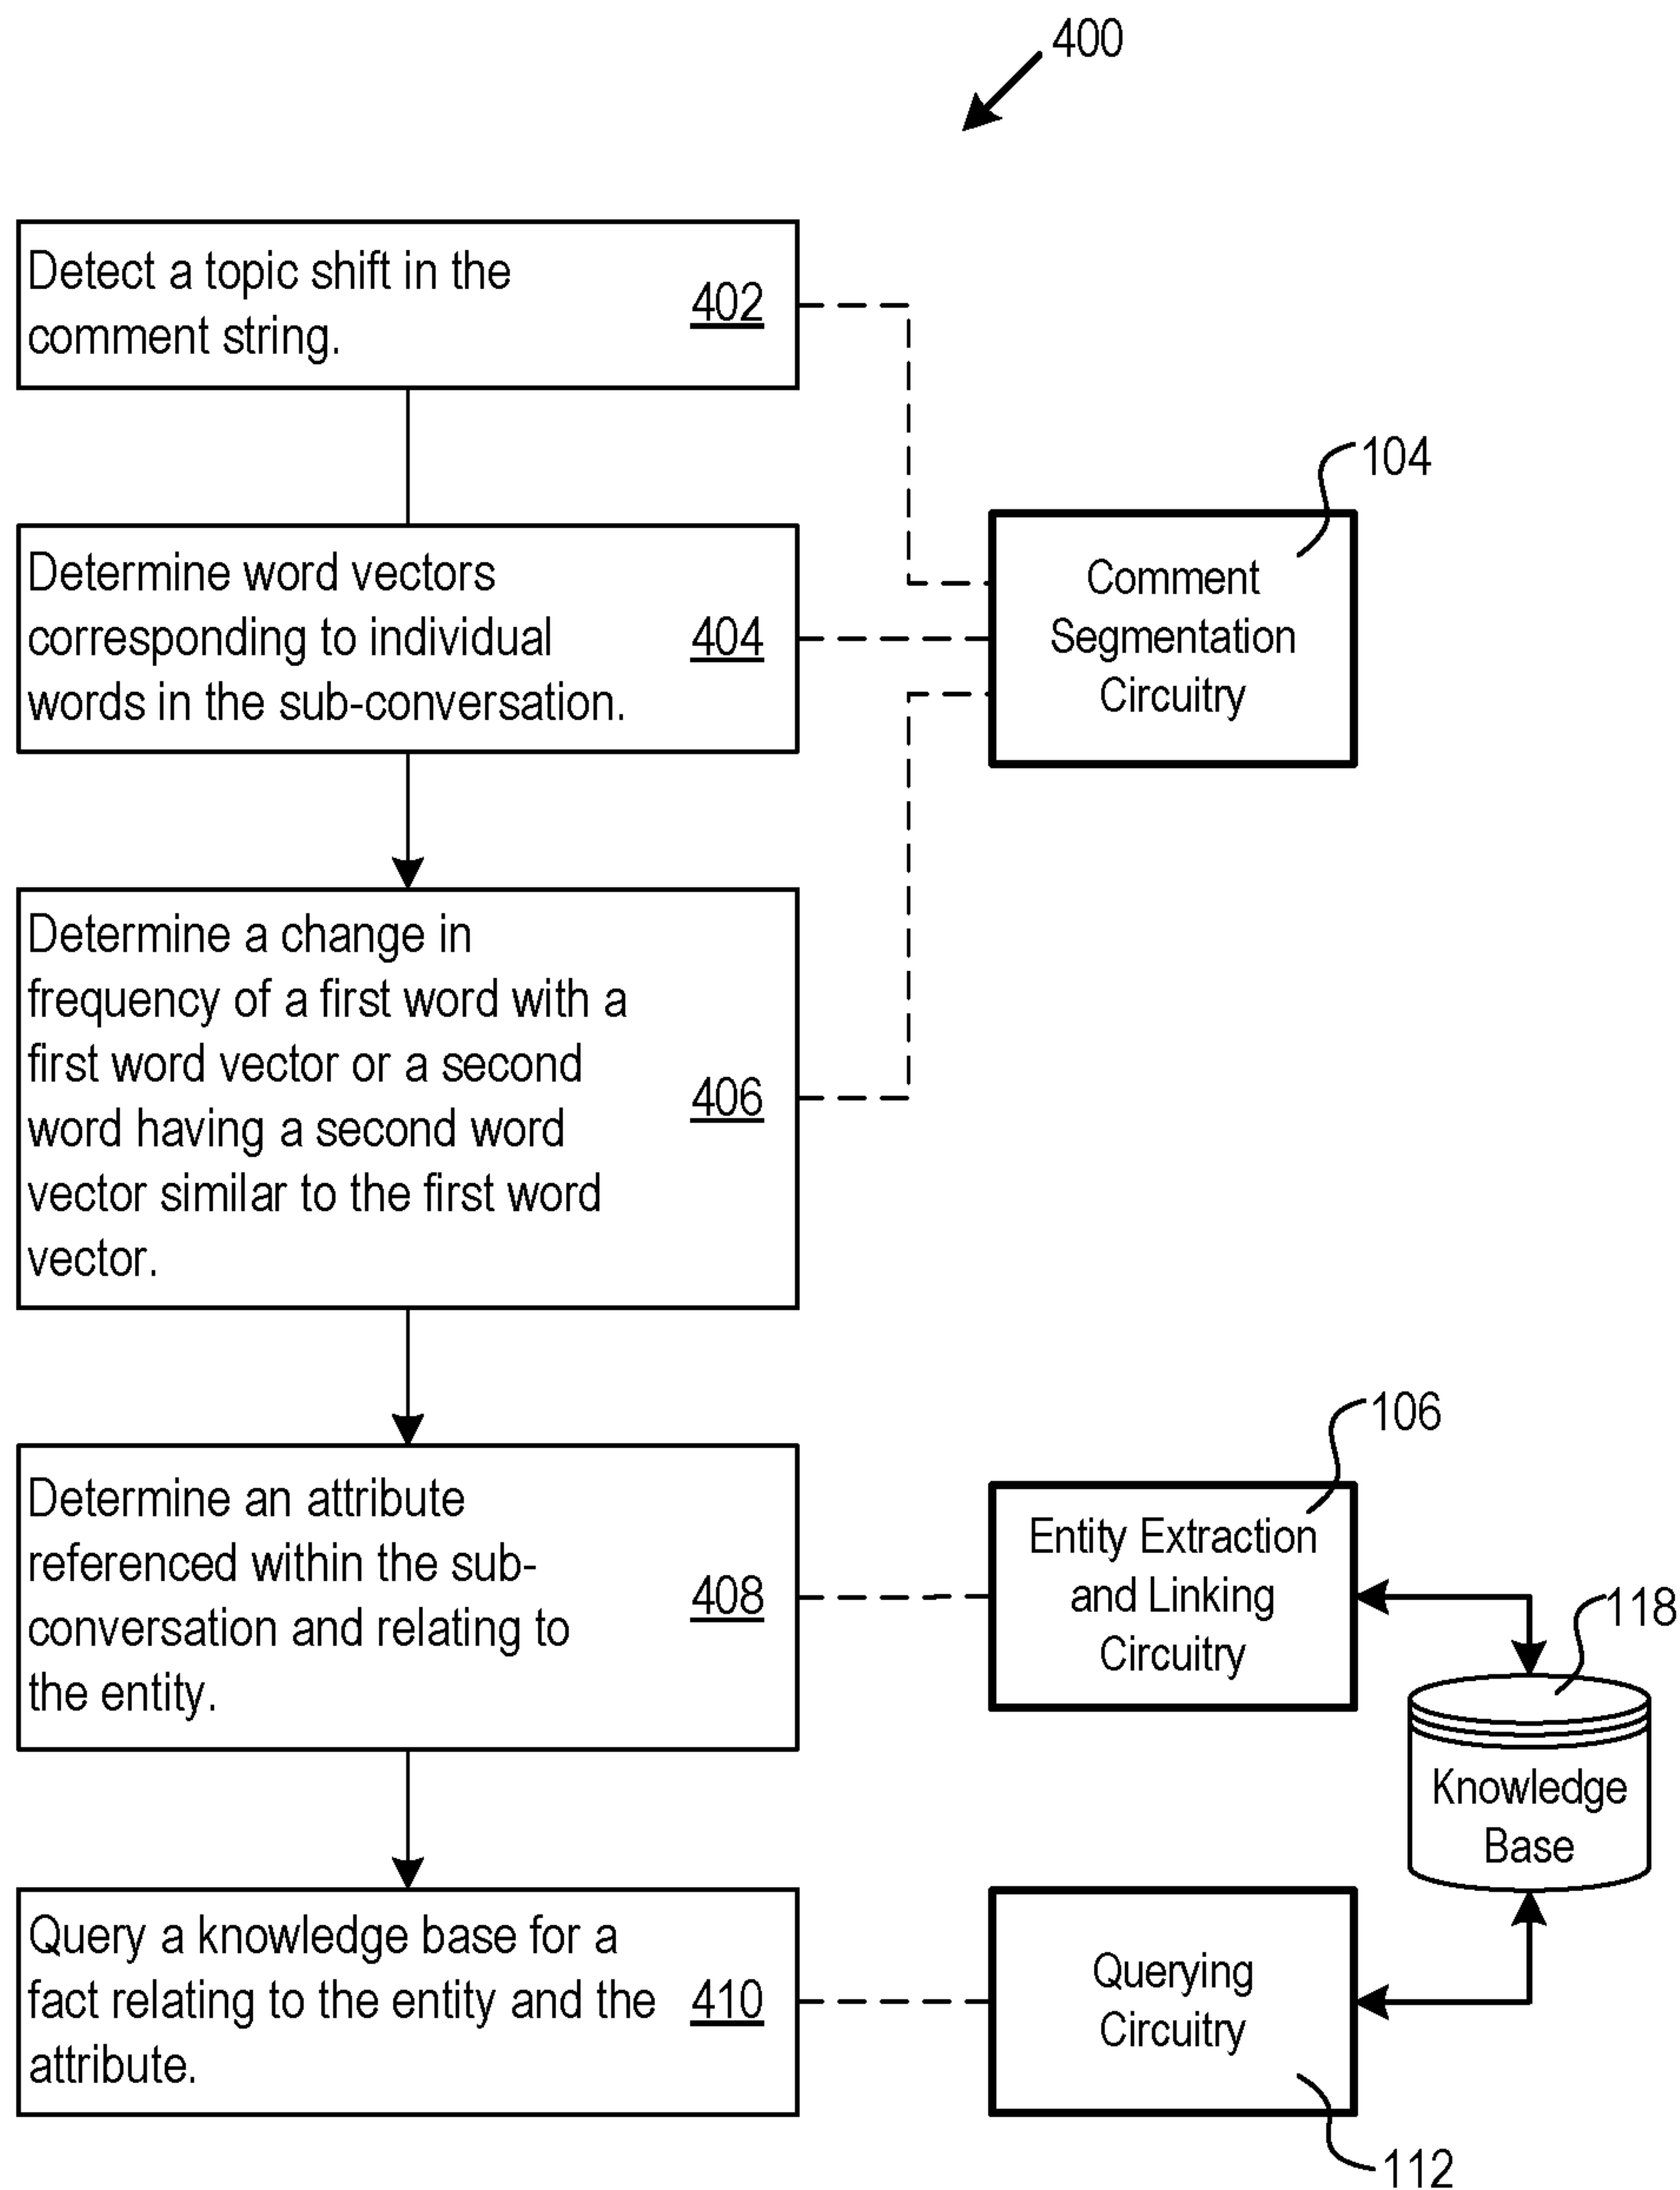 400
Detect a topic shift in the
comment string.
402
104
Determine word vectors
corresponding to individual
words in the sub-conversation.
404
Comment
Segmentation
Circuitry
Determine a change in
frequency of a first word with a
first word vector or a second
word having a second word
vector similar to the first word
vector.
406
106
Determine an attribute
referenced within the sub-
conversation and relating to
the entity.
408
Entity Extraction
and Linking
Circuitry
118
Knowledge
Base
Query a knowledge base for a
fact relating to the entity and the
attribute.
410
Querying
Circuitry
112